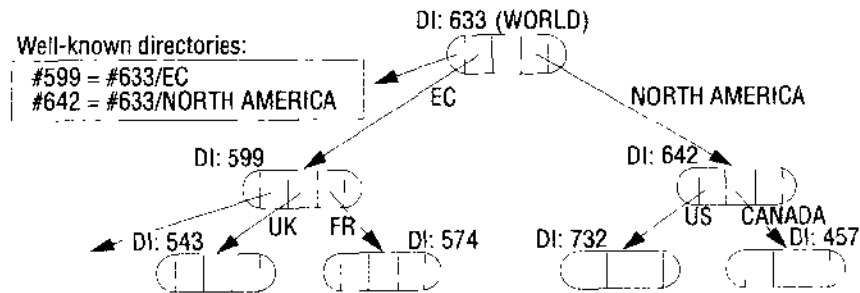 DI: 633 (WORLD)
Well-known directories:
#599 = #633/EC
#642 = #633/NORTH AMERICA
EC
NORTH AMERICA
DI: 599
DI: 642
UK
FR
US
CANADA
DI: 543
DI: 574
DI: 732
DI: 457